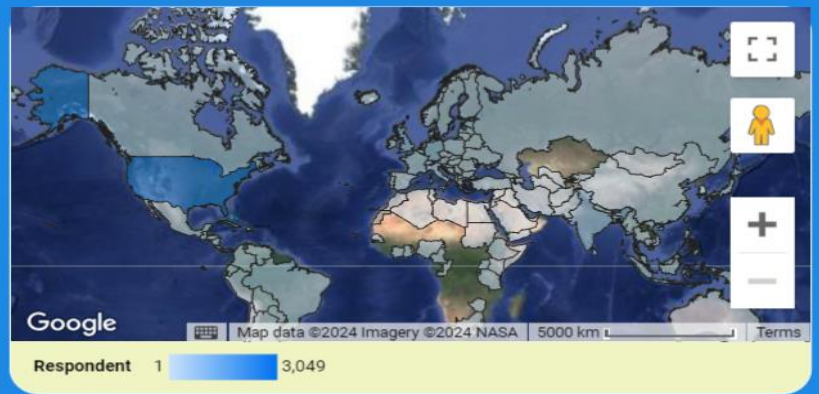 Google
Map data ©2024 Imagery ©2024 NASA 5000 km Terms
Respondent 1 3,049